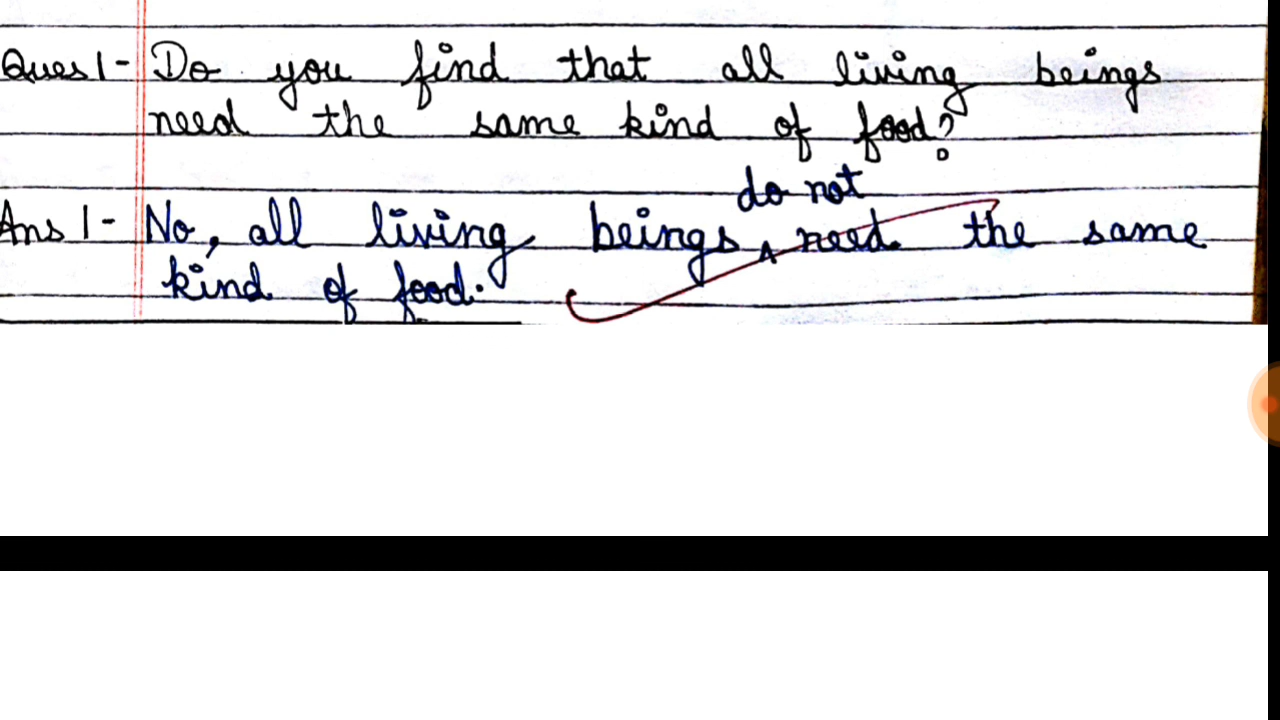 Ques 1- Do you find that all living beings
need the same kind of food?
do not
Ans 1- No, all living beings ^ need the same
kind of food.